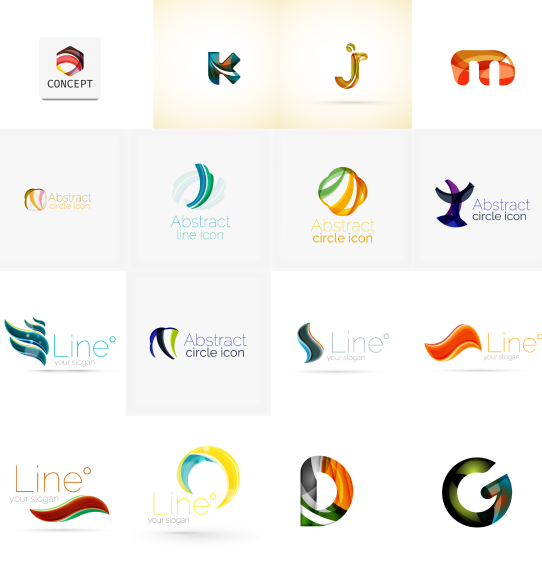 CONCEPT
K
j
m
Abstract
circle icon
Abstract
line icon
Abstract
circle icon
Abstract
circle icon
Line°
your slogan
Abstract
circle icon
Line°
your slogan
Line°
your slogan
Line°
your slogan
Line°
your slogan
D
G